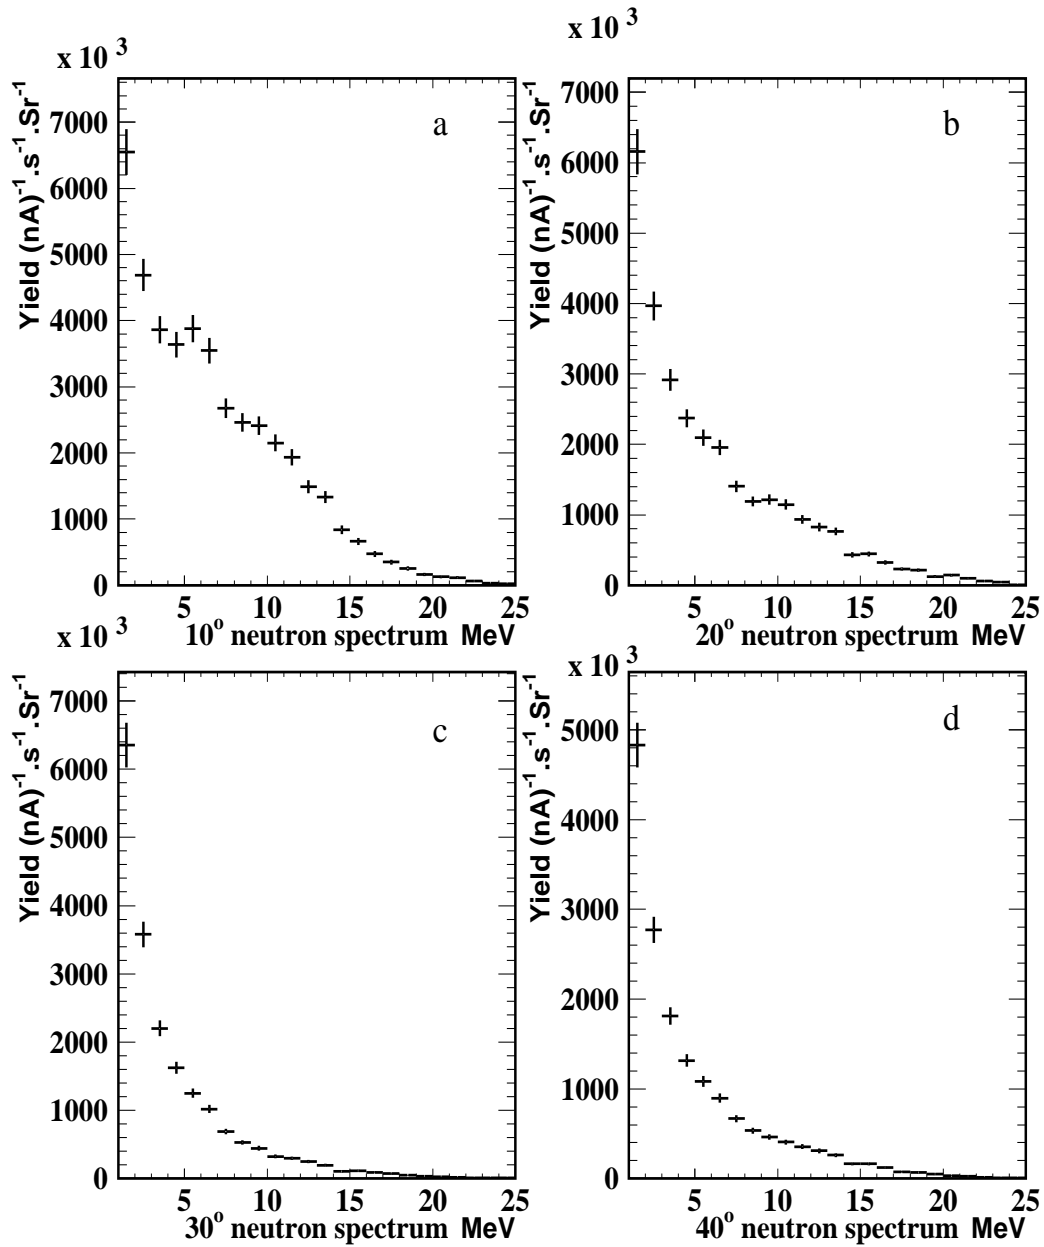 x 10 3
Yield (nA)-1.s-1.Sr-1
a
7000
6000
5000
4000
3000
2000
1000
0
5 10 15 20 25
10o neutron spectrum MeV
x 10 3
Yield (nA)-1.s-1.Sr-1
b
7000
6000
5000
4000
3000
2000
1000
0
5 10 15 20 25
20o neutron spectrum MeV
x 10 3
Yield (nA)-1.s-1.Sr-1
c
7000
6000
5000
4000
3000
2000
1000
0
5 10 15 20 25
30o neutron spectrum MeV
x 10 3
Yield (nA)-1.s-1.Sr-1
d
5000
4000
3000
2000
1000
0
5 10 15 20 25
40o neutron spectrum MeV